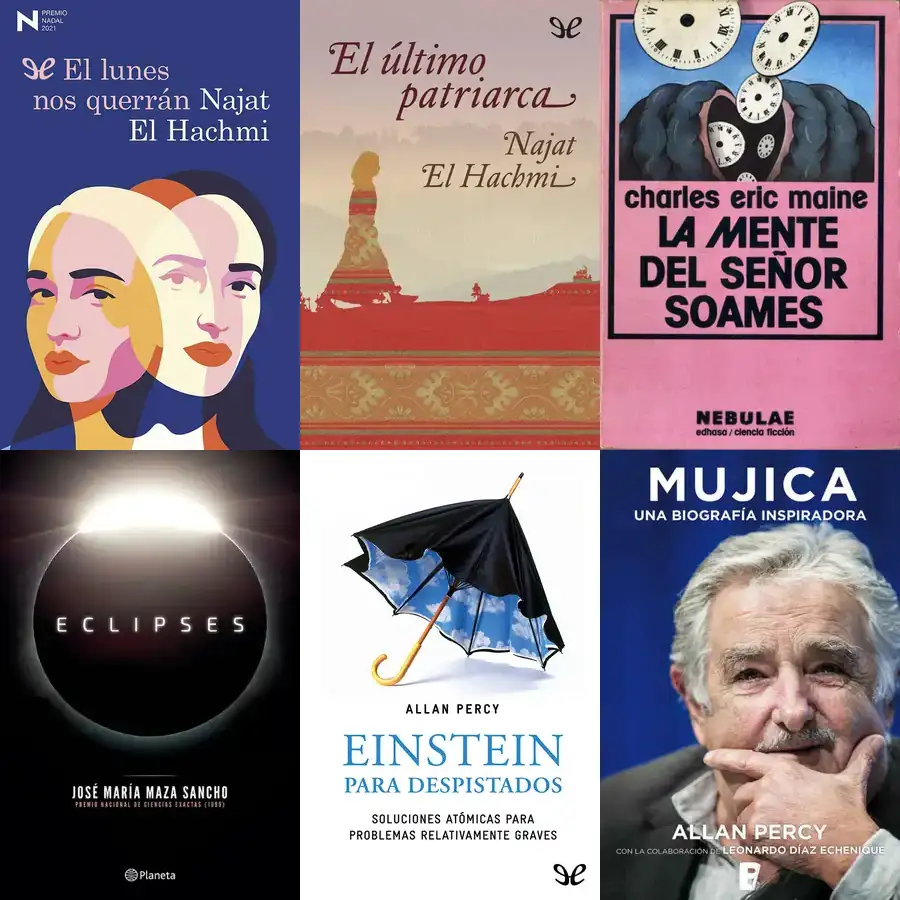 N PREMIO
NADAL
2021
El lunes
nos querrán Najat
El Hachmi
El último
patriarca
Najat
El Hachmi
charles eric maine
LA MENTE
DEL SEÑOR
SOAMES
NEBULAE
edhasa / ciencia ficción
ECLIPSES
JOSÉ MARÍA MAZA SANCHO
PREMIO NACIONAL DE CIENCIAS EXACTAS (1999)
Planeta
ALLAN PERCY
EINSTEIN
PARA DESPISTADOS
SOLUCIONES ATÓMICAS PARA
PROBLEMAS RELATIVAMENTE GRAVES
MUJICA
UNA BIOGRAFÍA INSPIRADORA
ALLAN PERCY
CON LA COLABORACIÓN DE LEONARDO DÍAZ ECHENIQUE
B